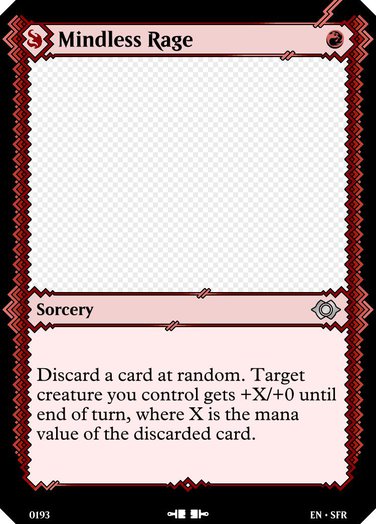 Mindless Rage
Sorcery
Discard a card at random. Target
creature you control gets +X/+0 until
end of turn, where X is the mana
value of the discarded card.
0193
EN • SFR